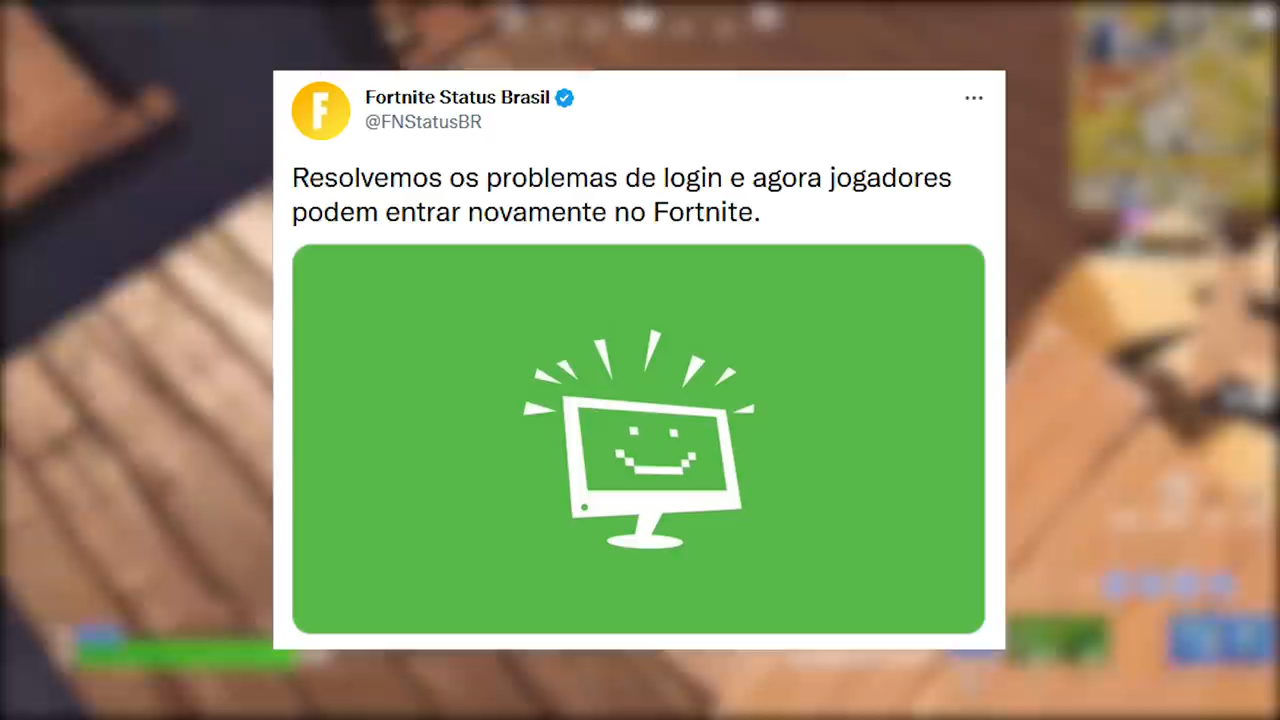 F
Fortnite Status Brasil
@FNStatusBR
Resolvemos os problemas de login e agora jogadores
podem entrar novamente no Fortnite.